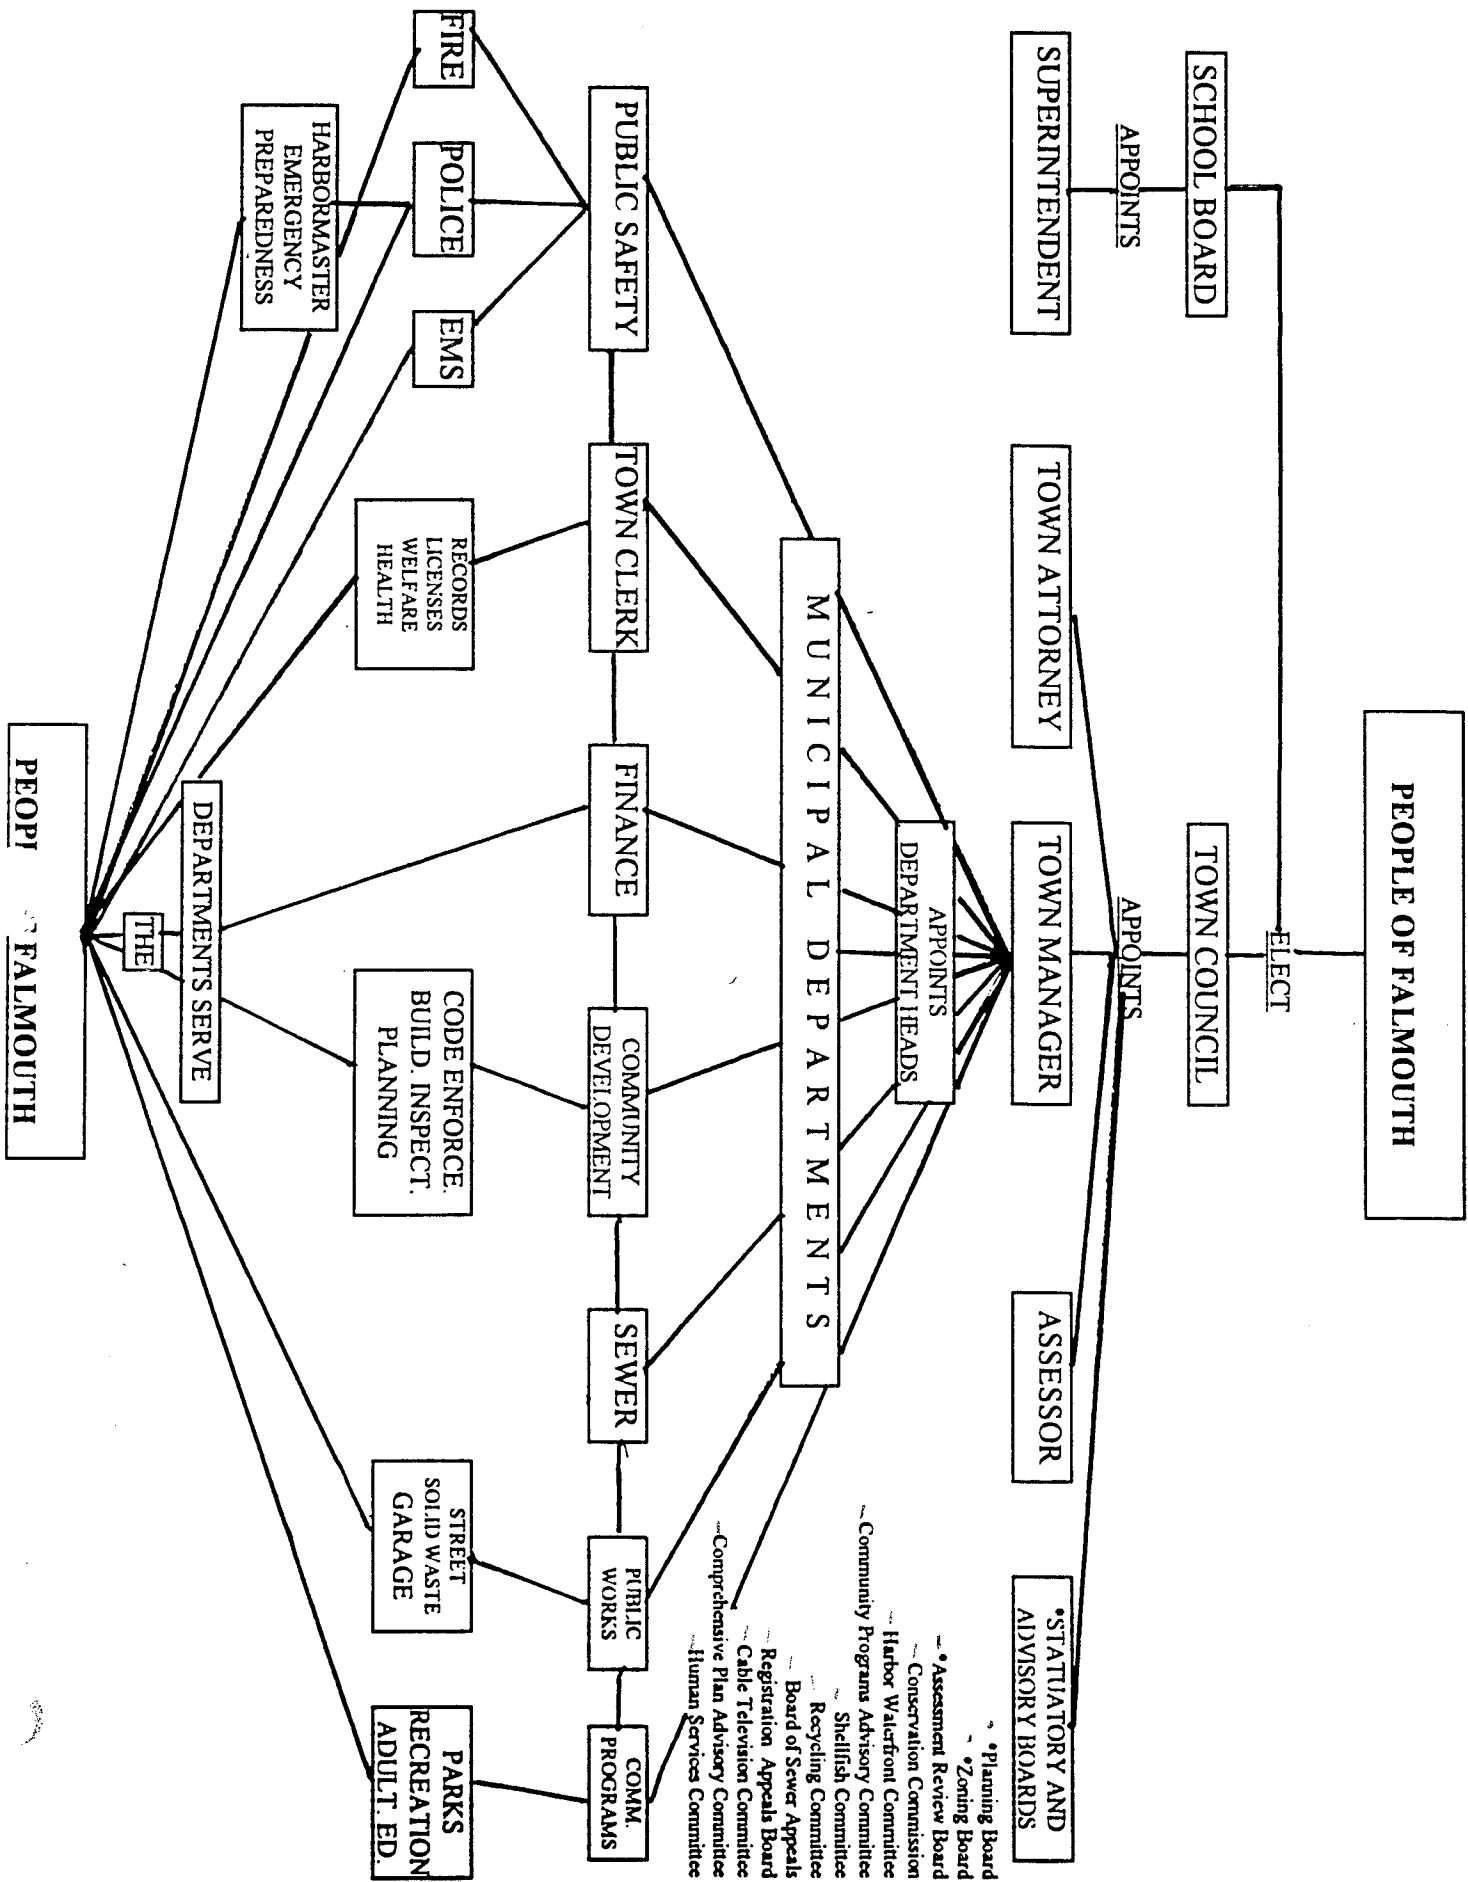 PEOPLE OF FALMOUTH
ELECT
SCHOOL BOARD
TOWN COUNCIL
APPOINTS
APPOINTS
SUPERINTENDENT
TOWN ATTORNEY
TOWN MANAGER
ASSESSOR
*STATUATORY AND
ADVISORY BOARDS
*Planning Board
*Zoning Board
*Assessment Review Board
Conservation Commission
Harbor Waterfront Committee
Community Programs Advisory Committee
Shellfish Committee
Recycling Committee
Board of Sewer Appeals
Registration Appeals Board
Cable Television Committee
Comprehensive Plan Advisory Committee
Human Services Committee
APPOINTS
DEPARTMENT HEADS
MUNICIPAL DEPARTMENTS
PUBLIC SAFETY
TOWN CLERK
FINANCE
COMMUNITY
DEVELOPMENT
SEWER
PUBLIC
WORKS
COMM.
PROGRAMS
FIRE
POLICE
EMS
RECORDS
LICENSES
WELFARE
HEALTH
CODE ENFORCE.
BUILD. INSPECT.
PLANNING
STREET
SOLID WASTE
GARAGE
PARKS
RECREATION
ADULT. ED.
HARBORMASTER
EMERGENCY
PREPAREDNESS
DEPARTMENTS SERVE
THE
FALMOUTH